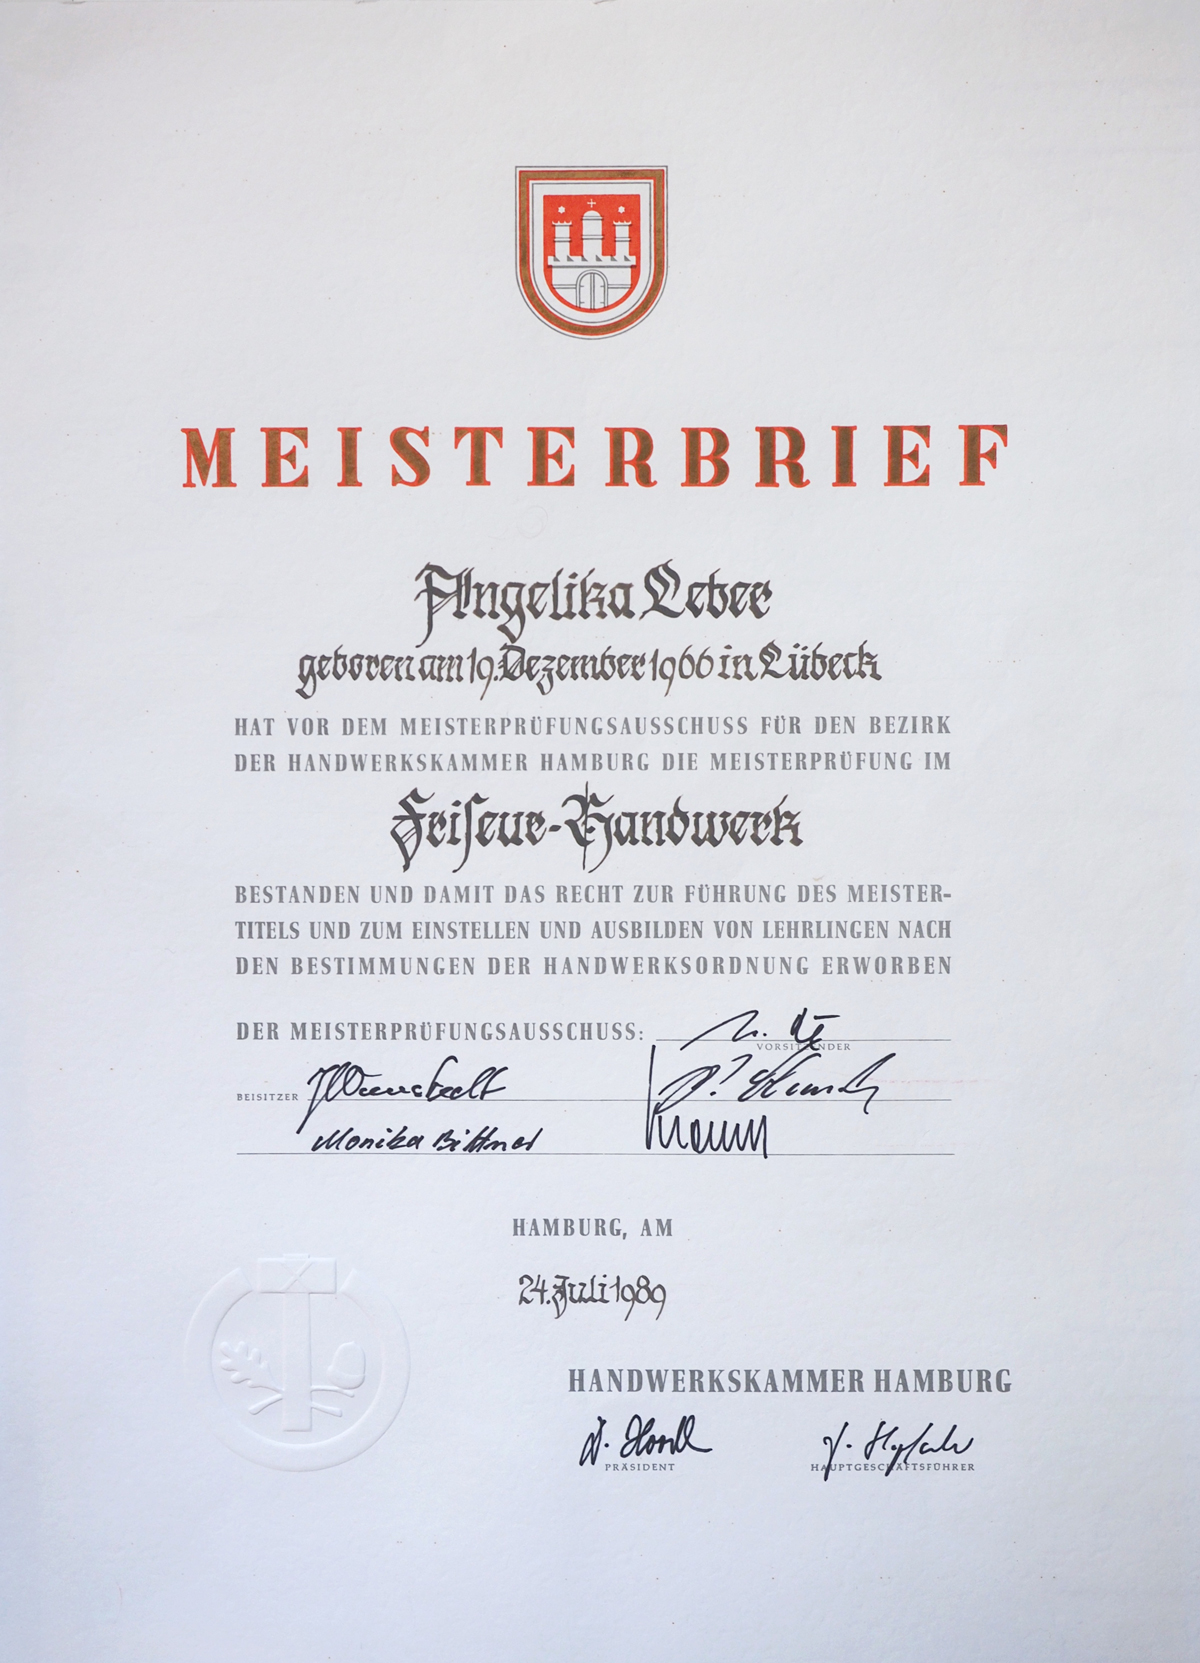 MEISTERBRIEF
Angelika Leber
geboren am 19. Dezember 1966 in Lübeck
HAT VOR DEM MEISTERPRÜFUNGSAUSSCHUSS FÜR DEN BEZIRK
DER HANDWERKSKAMMER HAMBURG DIE MEISTERPRÜFUNG IM
Friseur-Handwerk
BESTANDEN UND DAMIT DAS RECHT ZUR FÜHRUNG DES MEISTER-
TITELS UND ZUM EINSTELLEN UND AUSBILDEN VON LEHRLINGEN NACH
DEN BESTIMMUNGEN DER HANDWERKSORDNUNG ERWORBEN
DER MEISTERPRÜFUNGSAUSSCHUSS:
VORSITZENDER
BEISITZER
Monika Bittner
HAMBURG, AM
24. Juli 1989
HANDWERKSKAMMER HAMBURG
PRÄSIDENT
HAUPTGESCHÄFTSFÜHRER